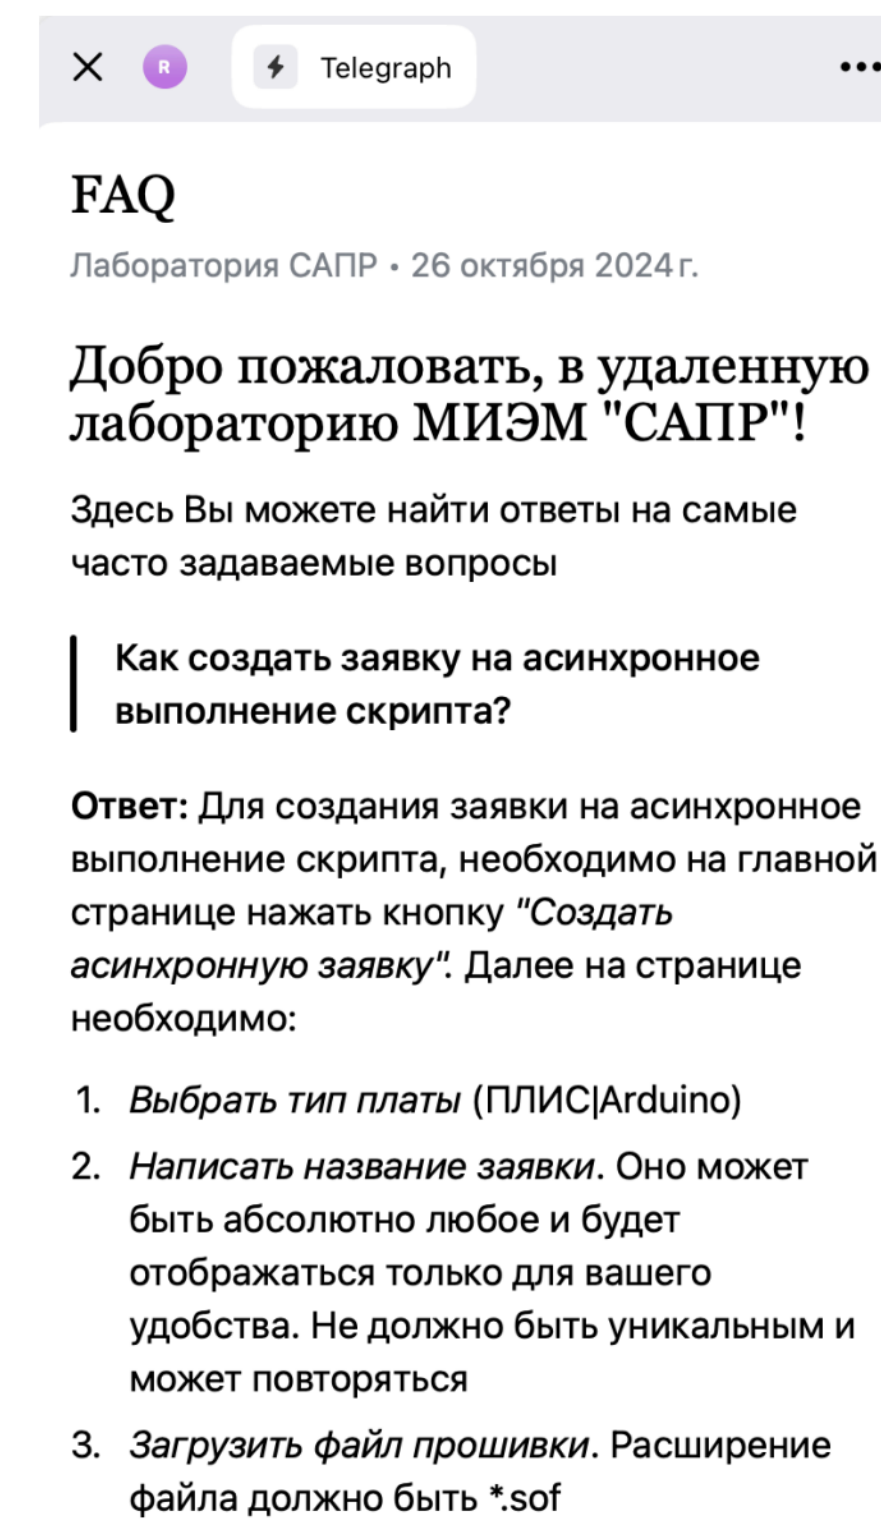 R
Telegraph
FAQ
Лаборатория САПР • 26 октября 2024 г.
Добро пожаловать, в удаленную
лабораторию МИЭМ "САПР"!
Здесь Вы можете найти ответы на самые
часто задаваемые вопросы
Как создать заявку на асинхронное
выполнение скрипта?
Ответ: Для создания заявки на асинхронное
выполнение скрипта, необходимо на главной
странице нажать кнопку "Создать
асинхронную заявку". Далее на странице
необходимо:
1. Выбрать тип платы (ПЛИС|Arduino)
2. Написать название заявки. Оно может
быть абсолютно любое и будет
отображаться только для вашего
удобства. Не должно быть уникальным и
может повторяться
3. Загрузить файл прошивки. Расширение
файла должно быть *.sof